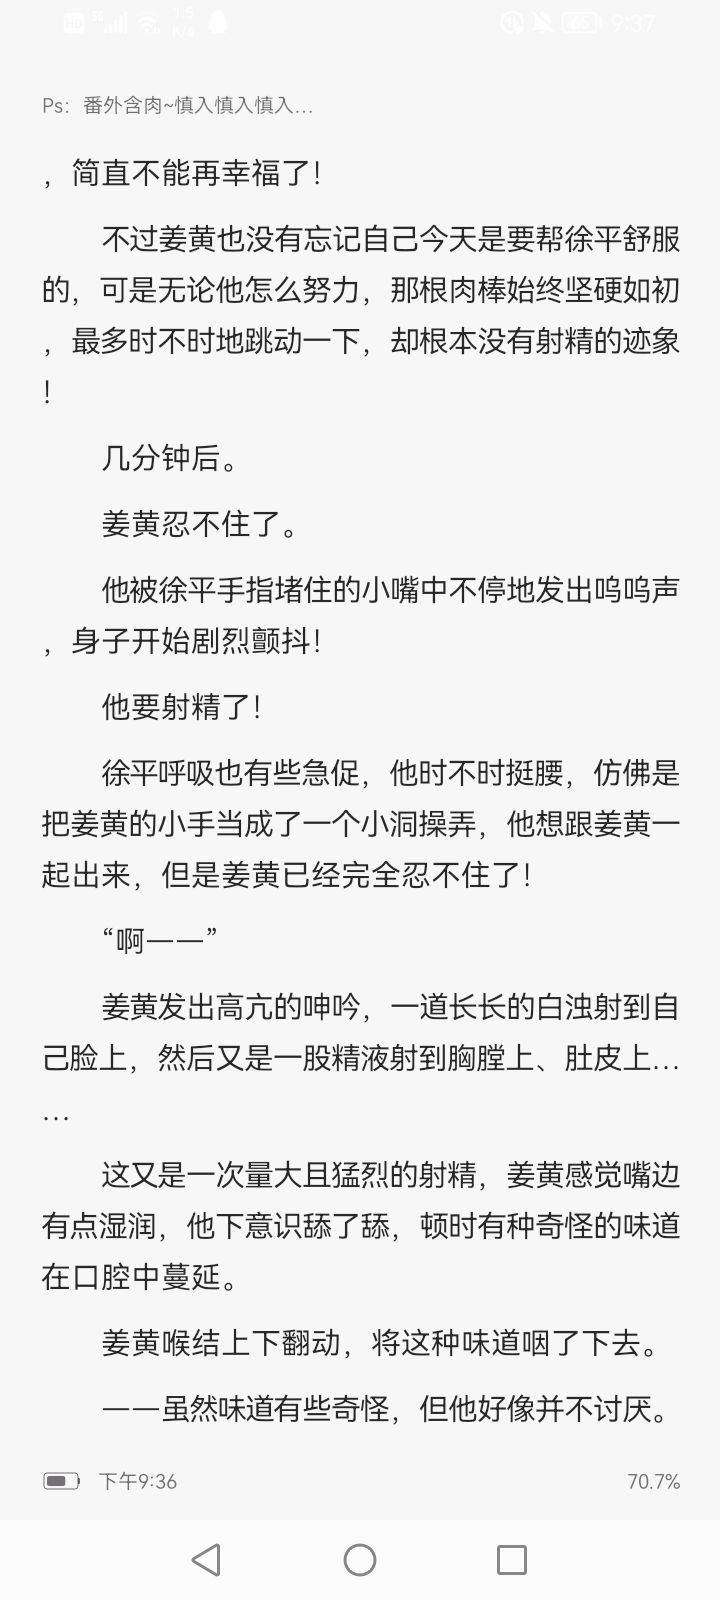 HD 5G 1.5 K/s 65 9:37
Ps：番外含肉~慎入慎入慎入...
，简直不能再幸福了！
不过姜黄也没有忘记自己今天是要帮徐平舒服
的，可是无论他怎么努力，那根肉棒始终坚硬如初
，最多时不时地跳动一下，却根本没有射精的迹象
！
几分钟后。
姜黄忍不住了。
他被徐平手指堵住的小嘴中不停地发出呜呜声
，身子开始剧烈颤抖！
他要射精了！
徐平呼吸也有些急促，他时不时挺腰，仿佛是
把姜黄的小手当成了一个小洞操弄，他想跟姜黄一
起出来，但是姜黄已经完全忍不住了！
“啊——”
姜黄发出高亢的呻吟，一道长长的白浊射到自
己脸上，然后又是一股精液射到胸膛上、肚皮上…
…
这又是一次量大且猛烈的射精，姜黄感觉嘴边
有点湿润，他下意识舔了舔，顿时有种奇怪的味道
在口腔中蔓延。
姜黄喉结上下翻动，将这种味道咽了下去。
——虽然味道有些奇怪，但他好像并不讨厌。
下午9:36 70.7%